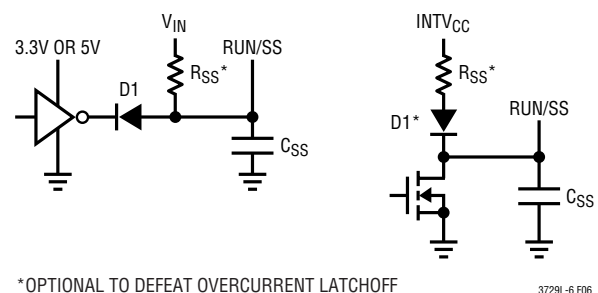 V_IN
INTV_CC
3.3V OR 5V
RUN/SS
D1
R_SS*
R_SS*
D1*
RUN/SS
C_SS
C_SS
*OPTIONAL TO DEFEAT OVERCURRENT LATCHOFF
3729L-6 F06